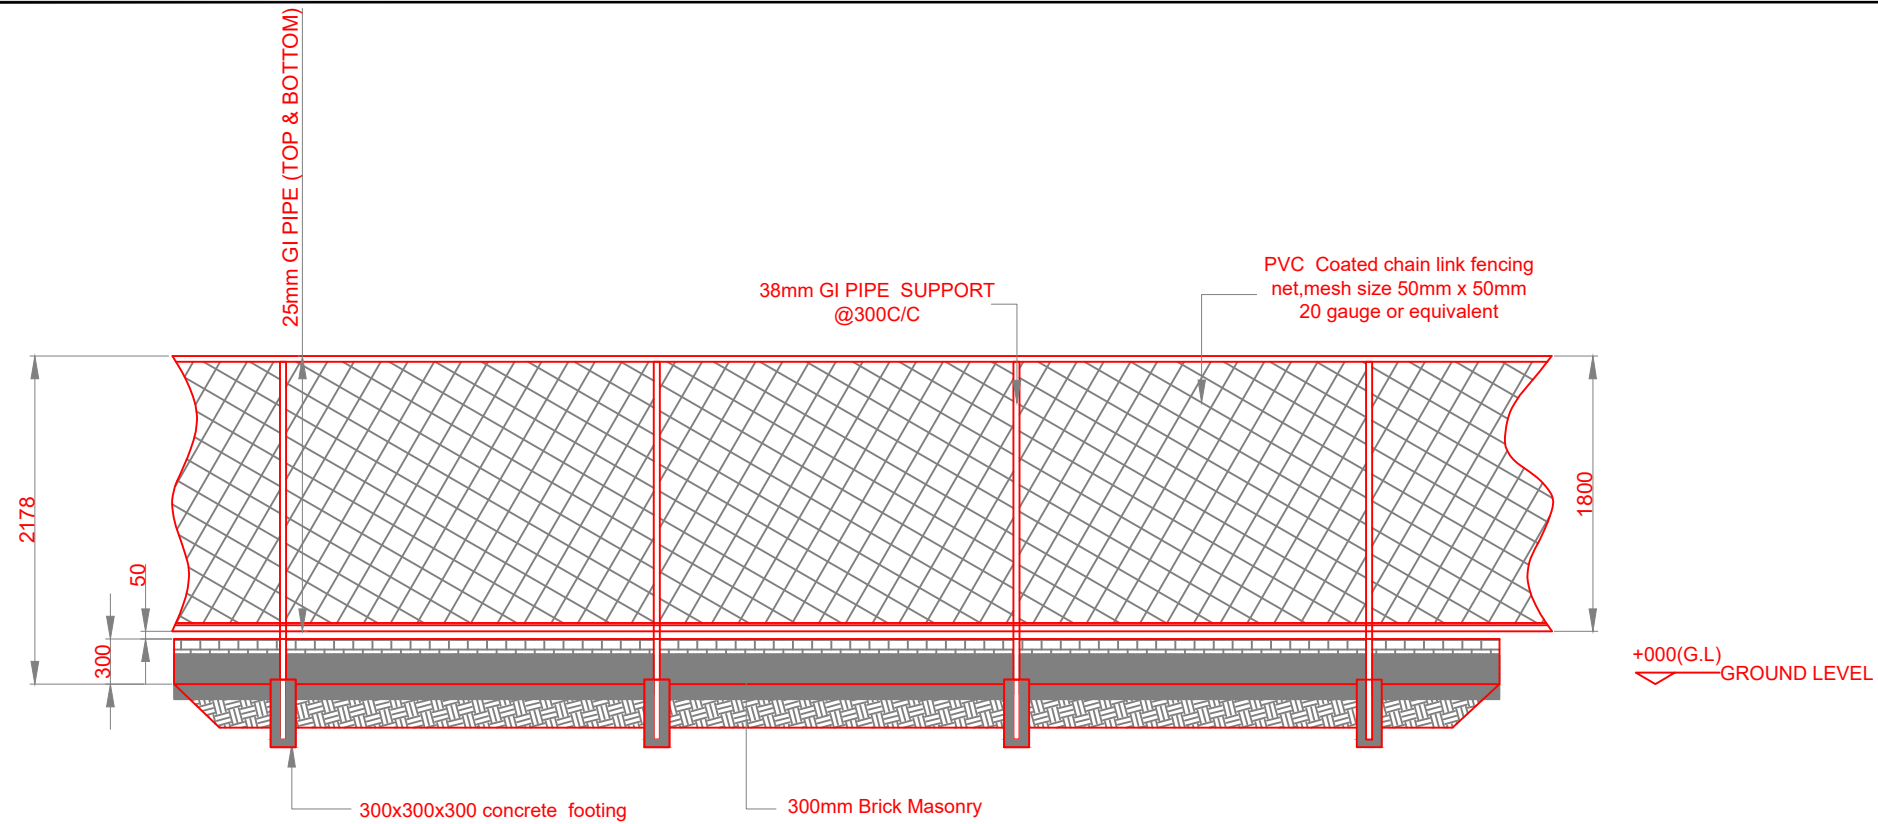 25mm GI PIPE (TOP & BOTTOM)
38mm GI PIPE SUPPORT
@300C/C
PVC Coated chain link fencing
net,mesh size 50mm x 50mm
20 gauge or equivalent
2178
50
300
1800
+000(G.L)
GROUND LEVEL
300x300x300 concrete footing
300mm Brick Masonry